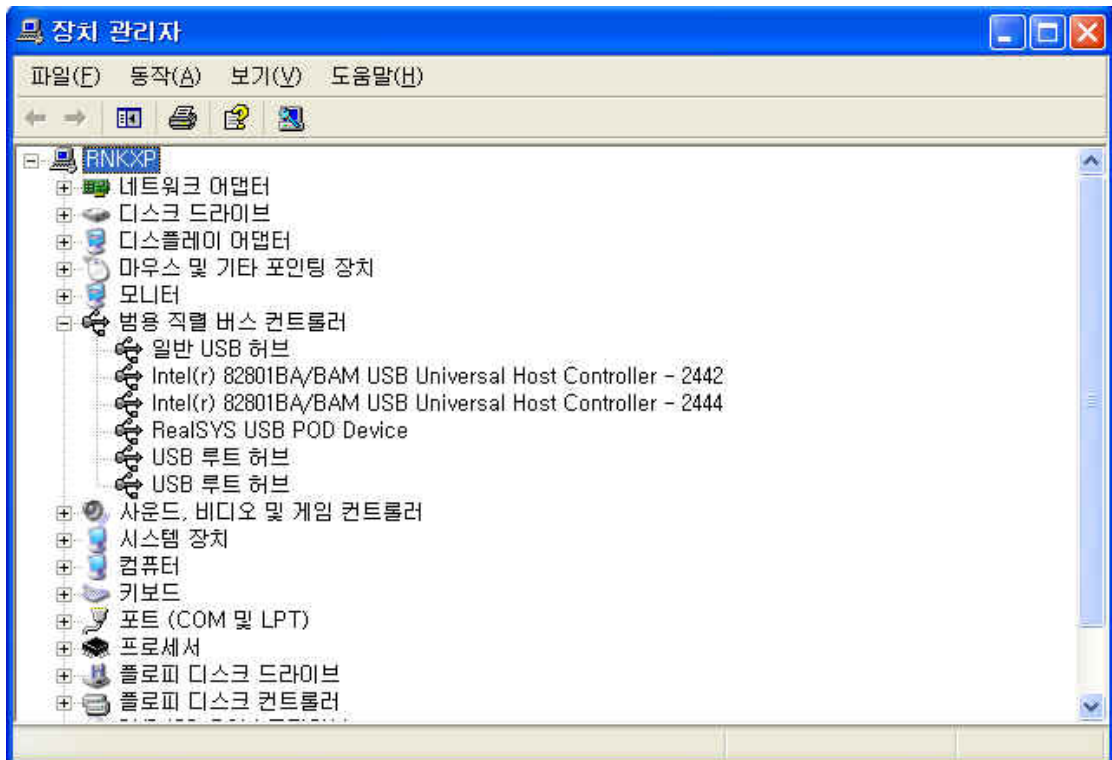 장치 관리자
파일(F) 동작(A) 보기(V) 도움말(H)
RNKXP
네트워크 어댑터
디스크 드라이브
디스플레이 어댑터
마우스 및 기타 포인팅 장치
모니터
범용 직렬 버스 컨트롤러
일반 USB 허브
Intel(r) 82801BA/BAM USB Universal Host Controller - 2442
Intel(r) 82801BA/BAM USB Universal Host Controller - 2444
RealSYS USB POD Device
USB 루트 허브
USB 루트 허브
사운드, 비디오 및 게임 컨트롤러
시스템 장치
컴퓨터
키보드
포트 (COM 및 LPT)
프로세서
플로피 디스크 드라이브
플로피 디스크 컨트롤러